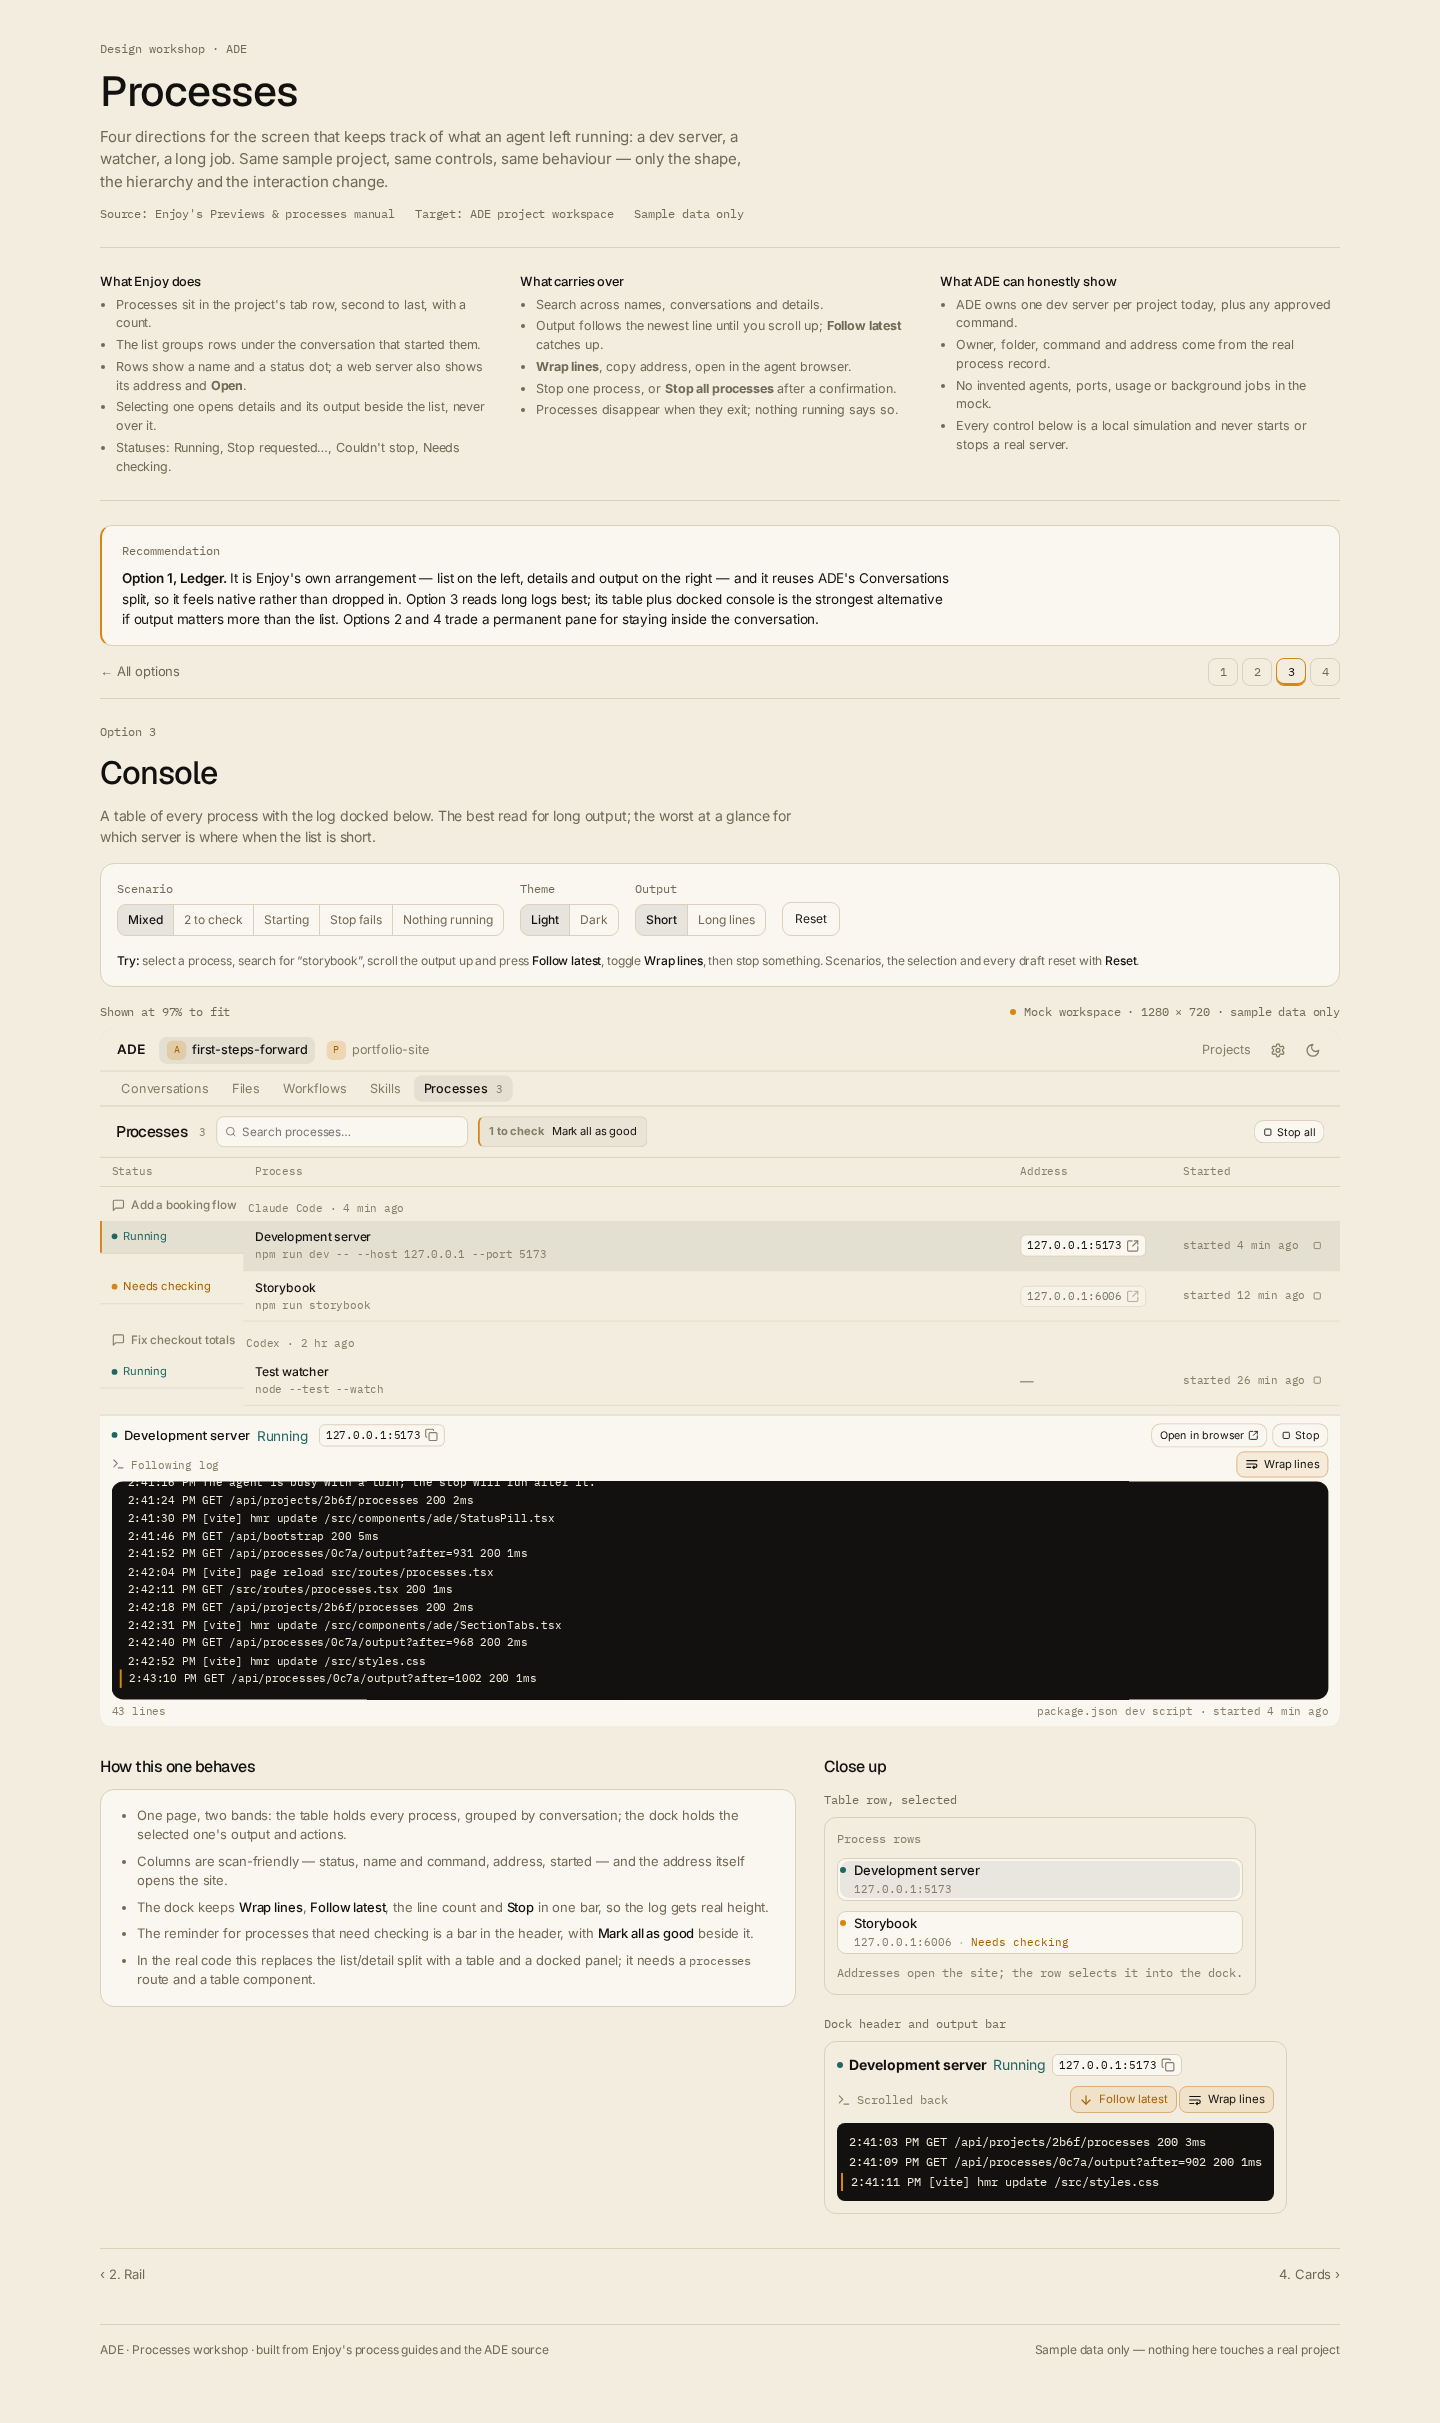 Design workshop · ADE
Processes
Four directions for the screen that keeps track of what an agent left running: a dev server, a
watcher, a long job. Same sample project, same controls, same behaviour — only the shape,
the hierarchy and the interaction change.
Source: Enjoy's Previews & processes manual Target: ADE project workspace Sample data only
What Enjoy does
• Processes sit in the project's tab row, second to last, with a
count.
• The list groups rows under the conversation that started them.
• Rows show a name and a status dot; a web server also shows
its address and Open.
• Selecting one opens details and its output beside the list, never
over it.
• Statuses: Running, Stop requested…, Couldn't stop, Needs
checking.
What carries over
• Search across names, conversations and details.
• Output follows the newest line until you scroll up; Follow latest
catches up.
• Wrap lines, copy address, open in the agent browser.
• Stop one process, or Stop all processes after a confirmation.
• Processes disappear when they exit; nothing running says so.
What ADE can honestly show
• ADE owns one dev server per project today, plus any approved
command.
• Owner, folder, command and address come from the real
process record.
• No invented agents, ports, usage or background jobs in the
mock.
• Every control below is a local simulation and never starts or
stops a real server.
Recommendation
Option 1, Ledger. It is Enjoy's own arrangement — list on the left, details and output on the right — and it reuses ADE's Conversations
split, so it feels native rather than dropped in. Option 3 reads long logs best; its table plus docked console is the strongest alternative
if output matters more than the list. Options 2 and 4 trade a permanent pane for staying inside the conversation.
← All options 1 2 3 4
Option 3
Console
A table of every process with the log docked below. The best read for long output; the worst at a glance for
which server is where when the list is short.
Scenario Theme Output
Mixed 2 to check Starting Stop fails Nothing running Light Dark Short Long lines Reset
Try: select a process, search for “storybook”, scroll the output up and press Follow latest, toggle Wrap lines, then stop something. Scenarios, the selection and every draft reset with Reset.
Shown at 97% to fit Mock workspace · 1280 × 720 · sample data only
ADE A first-steps-forward P portfolio-site Projects
Conversations Files Workflows Skills Processes 3
Processes 3 Search processes… 1 to check Mark all as good Stop all
Status Process Address Started
Add a booking flow Claude Code · 4 min ago
Running Development server
npm run dev -- --host 127.0.0.1 --port 5173 127.0.0.1:5173 started 4 min ago
Needs checking Storybook
npm run storybook 127.0.0.1:6006 started 12 min ago
Fix checkout totals Codex · 2 hr ago
Running Test watcher
node --test --watch — started 26 min ago
Development server Running 127.0.0.1:5173 Open in browser Stop
Following log Wrap lines
2:41:16 PM The agent is busy with a turn; the stop will run after it.
2:41:24 PM GET /api/projects/2b6f/processes 200 2ms
2:41:30 PM [vite] hmr update /src/components/ade/StatusPill.tsx
2:41:46 PM GET /api/bootstrap 200 5ms
2:41:52 PM GET /api/processes/0c7a/output?after=931 200 1ms
2:42:04 PM [vite] page reload src/routes/processes.tsx
2:42:11 PM GET /src/routes/processes.tsx 200 1ms
2:42:18 PM GET /api/projects/2b6f/processes 200 2ms
2:42:31 PM [vite] hmr update /src/components/ade/SectionTabs.tsx
2:42:40 PM GET /api/processes/0c7a/output?after=968 200 2ms
2:42:52 PM [vite] hmr update /src/styles.css
2:43:10 PM GET /api/processes/0c7a/output?after=1002 200 1ms
43 lines package.json dev script · started 4 min ago
How this one behaves
• One page, two bands: the table holds every process, grouped by conversation; the dock holds the
selected one's output and actions.
• Columns are scan-friendly — status, name and command, address, started — and the address itself
opens the site.
• The dock keeps Wrap lines, Follow latest, the line count and Stop in one bar, so the log gets real height.
• The reminder for processes that need checking is a bar in the header, with Mark all as good beside it.
• In the real code this replaces the list/detail split with a table and a docked panel; it needs a processes
route and a table component.
Close up
Table row, selected
Process rows
Development server
127.0.0.1:5173
Storybook
127.0.0.1:6006 · Needs checking
Addresses open the site; the row selects it into the dock.
Dock header and output bar
Development server Running 127.0.0.1:5173
Scrolled back Follow latest Wrap lines
2:41:03 PM GET /api/projects/2b6f/processes 200 3ms
2:41:09 PM GET /api/processes/0c7a/output?after=902 200 1ms
2:41:11 PM [vite] hmr update /src/styles.css
‹ 2. Rail 4. Cards ›
ADE · Processes workshop · built from Enjoy's process guides and the ADE source Sample data only — nothing here touches a real project